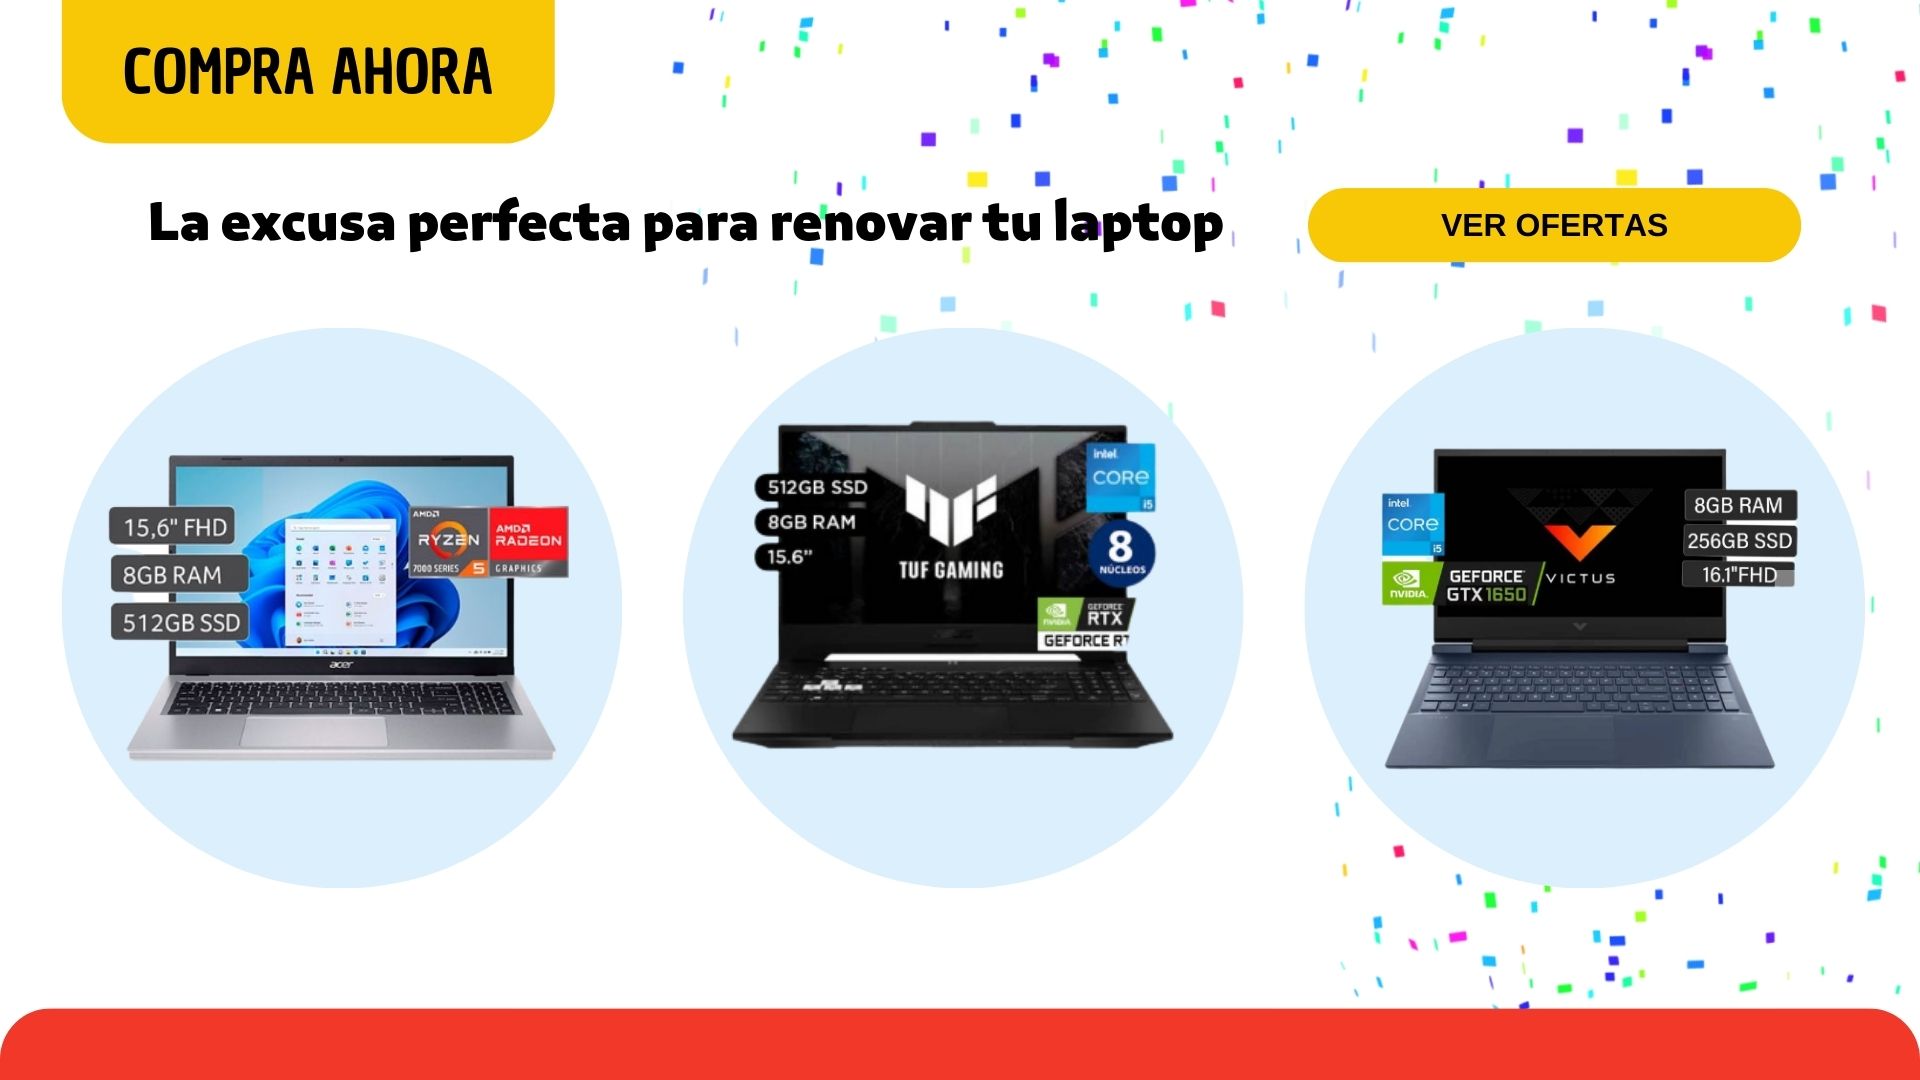 COMPRA AHORA
La excusa perfecta para renovar tu laptop
VER OFERTAS
15,6" FHD
8GB RAM
512GB SSD
AMD
RYZEN
7000 SERIES 5
AMD
RADEON
GRAPHICS
acer
512GB SSD
8GB RAM
15.6"
TUF GAMING
intel
CORE
i5
8
NÚCLEOS
NVIDIA
GEFORCE
RTX
GEFORCE RT
intel
CORE
i5
NVIDIA.
GEFORCE
GTX 1650
VICTUS
8GB RAM
256GB SSD
16.1"FHD